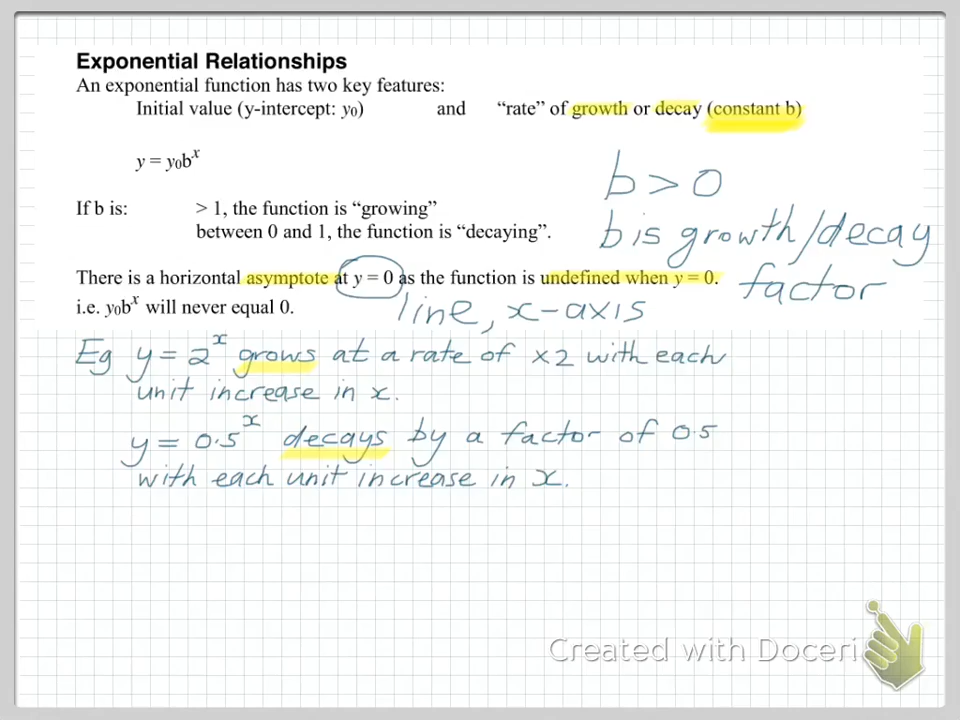 Exponential Relationships
An exponential function has two key features:
Initial value (y-intercept: y₀) and “rate” of growth or decay (constant b)
y = y₀bˣ
b > 0
If b is: > 1, the function is “growing”
between 0 and 1, the function is “decaying”.
b is growth/decay
factor
There is a horizontal asymptote at y = 0 as the function is undefined when y = 0.
i.e. y₀bˣ will never equal 0.
line, x-axis
Eg y = 2ˣ grows at a rate of ×2 with each
unit increase in x.
y = 0.5ˣ decays by a factor of 0.5
with each unit increase in x.
Created with Doceri